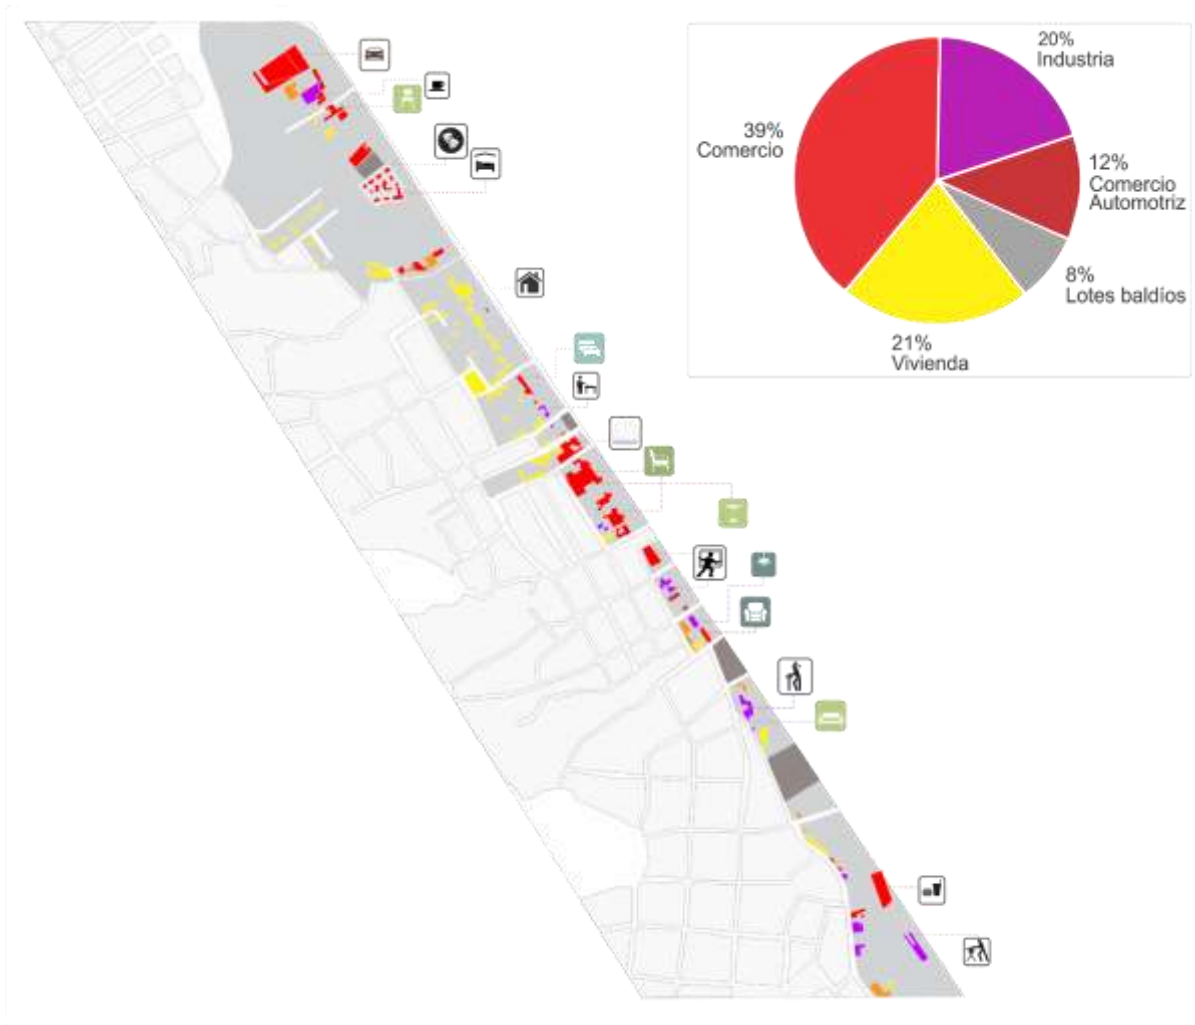 20%
Industria
39%
Comercio
12%
Comercio
Automotriz
8%
Lotes baldíos
21%
Vivienda